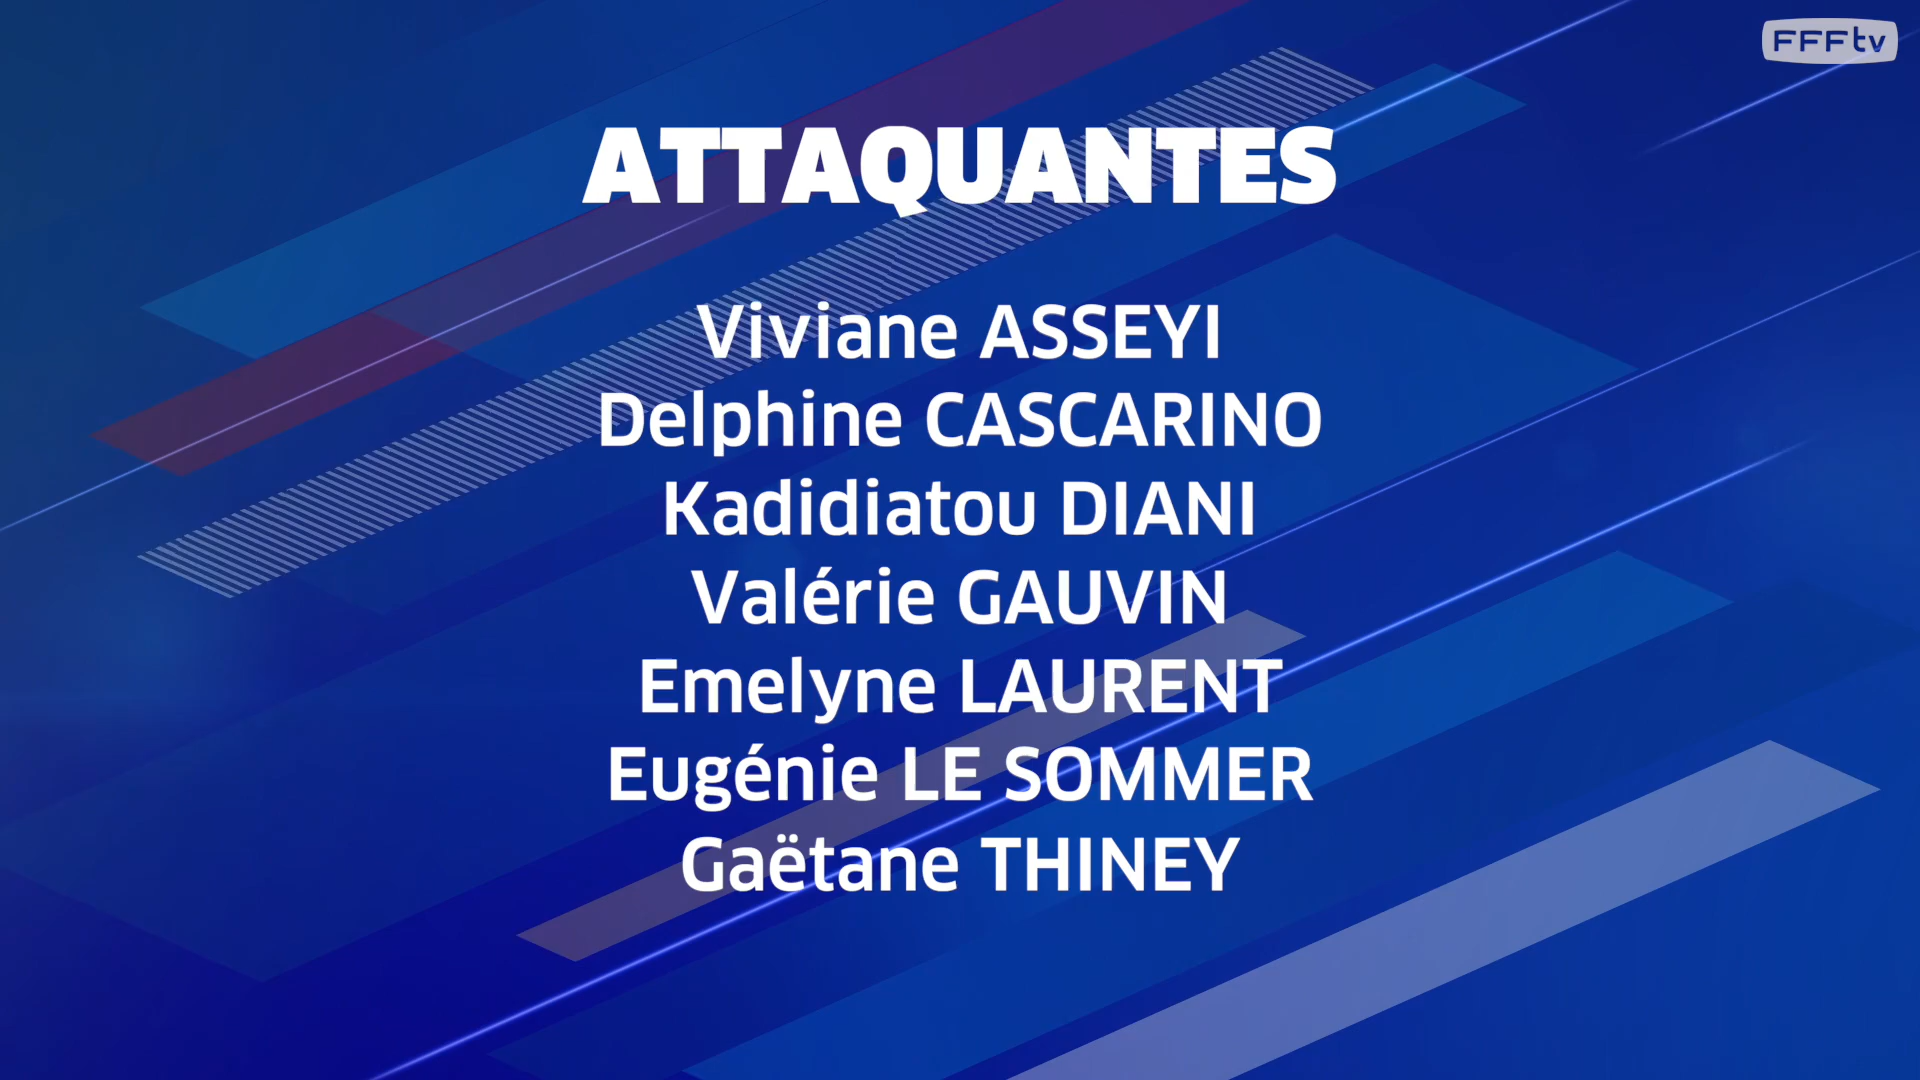 FFFtv
ATTAQUANTES
Viviane ASSEYI
Delphine CASCARINO
Kadidiatou DIANI
Valérie GAUVIN
Emelyne LAURENT
Eugénie LE SOMMER
Gaëtane THINEY